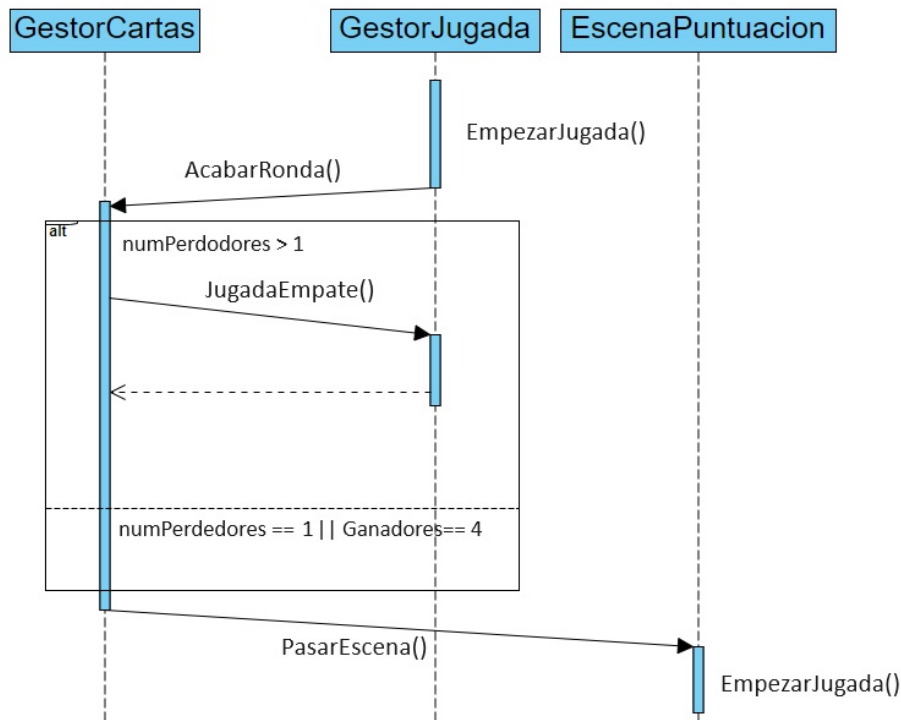 GestorCartas
GestorJugada
EscenaPuntuacion
EmpezarJugada()
AcabarRonda()
alt
numPerdodores > 1
JugadaEmpate()
numPerdedores == 1 || Ganadores== 4
PasarEscena()
EmpezarJugada()